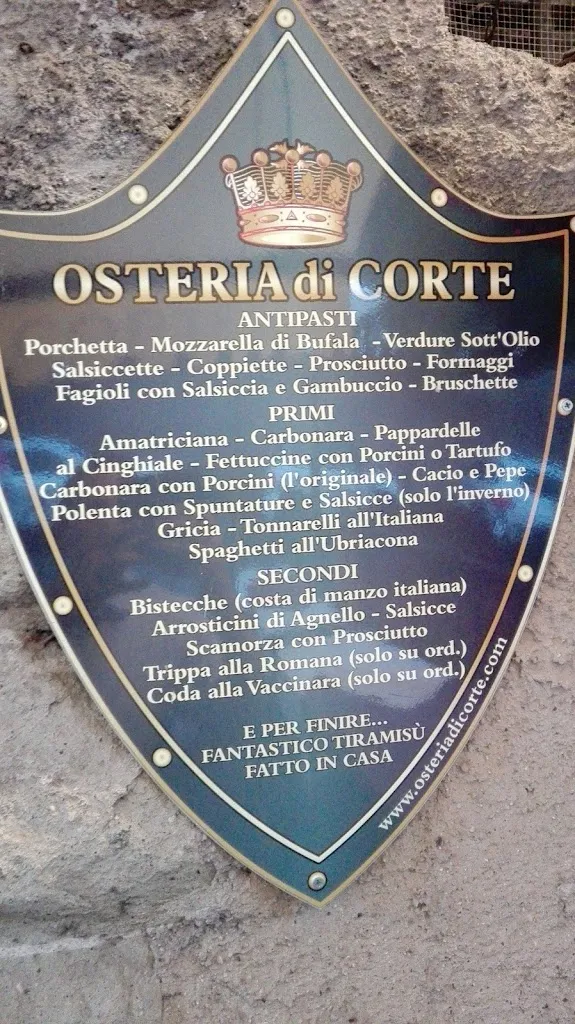 OSTERIA di CORTE
ANTIPASTI
Porchetta - Mozzarella di Bufala - Verdure Sott'Olio
Salsiccette - Coppiette - Prosciutto - Formaggi
Fagioli con Salsiccia e Gambuccio - Bruschette
PRIMI
Amatriciana - Carbonara - Pappardelle
al Cinghiale - Fettuccine con Porcini o Tartufo
Carbonara con Porcini (l'originale) - Cacio e Pepe
Polenta con Spuntature e Salsicce (solo l'inverno)
Gricia - Tonnarelli all'Italiana
Spaghetti all'Ubriacona
SECONDI
Bistecche (costa di manzo italiana)
Arrosticini di Agnello - Salsicce
Scamorza con Prosciutto
Trippa alla Romana (solo su ord.)
Coda alla Vaccinara (solo su ord.)
E PER FINIRE...
FANTASTICO TIRAMISÙ
FATTO IN CASA
www.osteriadicorte.com